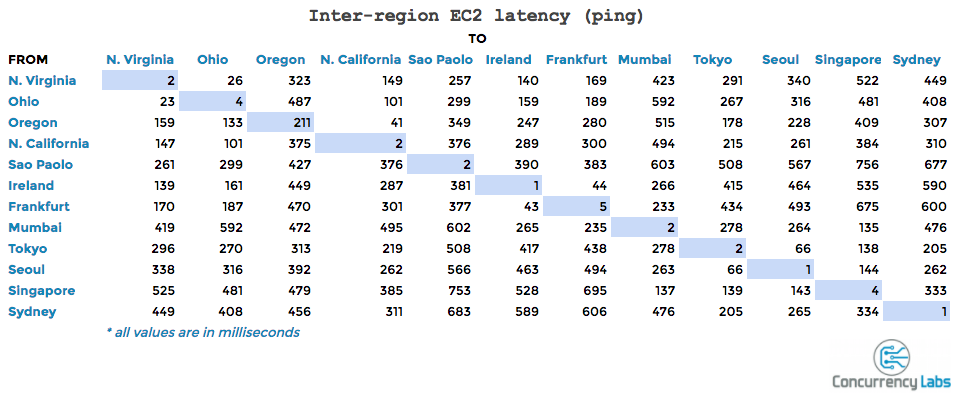 Inter-region EC2 latency (ping)
TO
FROM N. Virginia Ohio Oregon N. California Sao Paolo Ireland Frankfurt Mumbai Tokyo Seoul Singapore Sydney
N. Virginia 2 26 323 149 257 140 169 423 291 340 522 449
Ohio 23 4 487 101 299 159 189 592 267 316 481 408
Oregon 159 133 211 41 349 247 280 515 178 228 409 307
N. California 147 101 375 2 376 289 300 494 215 261 384 310
Sao Paolo 261 299 427 376 2 390 383 603 508 567 756 677
Ireland 139 161 449 287 381 1 44 266 415 464 535 590
Frankfurt 170 187 470 301 377 43 5 233 434 493 675 600
Mumbai 419 592 472 495 602 265 235 2 278 264 135 476
Tokyo 296 270 313 219 508 417 438 278 2 66 138 205
Seoul 338 316 392 262 566 463 494 263 66 1 144 262
Singapore 525 481 479 385 753 528 695 137 139 143 4 333
Sydney 449 408 456 311 683 589 606 476 205 265 334 1
* all values are in milliseconds
Concurrency Labs